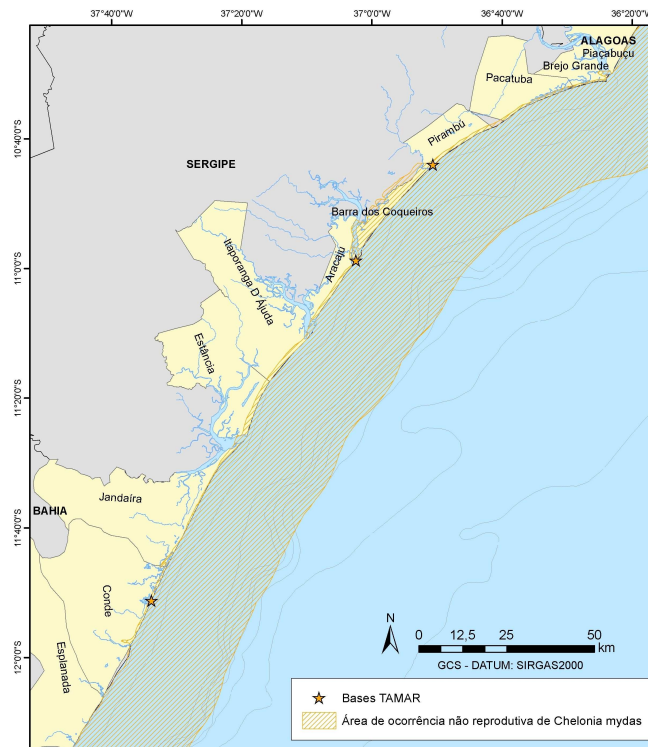 37°40'0"W 37°20'0"W 37°0'0"W 36°40'0"W 36°20'0"W
ALAGOAS
Piaçabuçu
Brejo Grande
Pacatuba
10°40'0"S
Pirambú
SERGIPE
Barra dos Coqueiros
Aracaju
11°0'0"S
Itaporanga D`Ájuda
Estância
11°20'0"S
Jandaíra
BAHIA
11°40'0"S
Conde
Esplanada
12°0'0"S
N
0 12,5 25 50
km
GCS - DATUM: SIRGAS2000
Bases TAMAR
Área de ocorrência não reprodutiva de Chelonia mydas